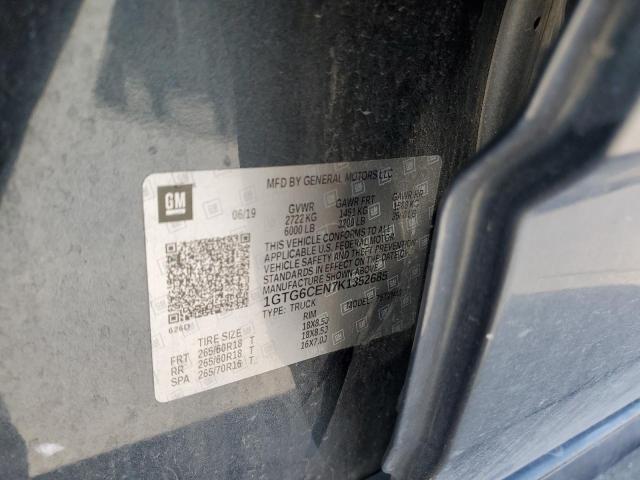 GM
MFD BY GENERAL MOTORS LLC
06/19
GVWR GAWR FRT GAWR RR
2722 KG 1451 KG
6000 LB 3200 LB
THIS VEHICLE CONFORMS TO ALL
APPLICABLE U.S. FEDERAL MOTOR
VEHICLE SAFETY AND THEFT PREVENTION
STANDARDS IN EFFECT ON THE DATE OF
MANUFACTURE SHOWN ABOVE.
1GTG6CEN7K1352685
TYPE: TRUCK MODEL:
626D
TIRE SIZE RIM
FRT 265/60R18 T 18X8.5J
RR 265/60R18 T 18X8.5J
SPA 265/70R16 T 16X7.0J